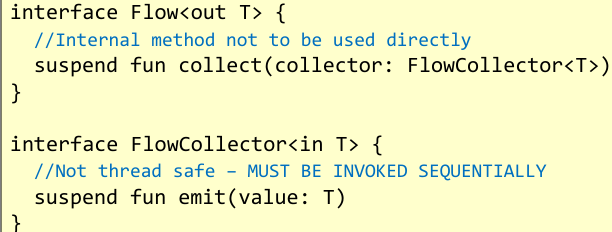 interface Flow<out T> {
  //Internal method not to be used directly
  suspend fun collect(collector: FlowCollector<T>)
}
interface FlowCollector<in T> {
  //Not thread safe – MUST BE INVOKED SEQUENTIALLY
  suspend fun emit(value: T)
}